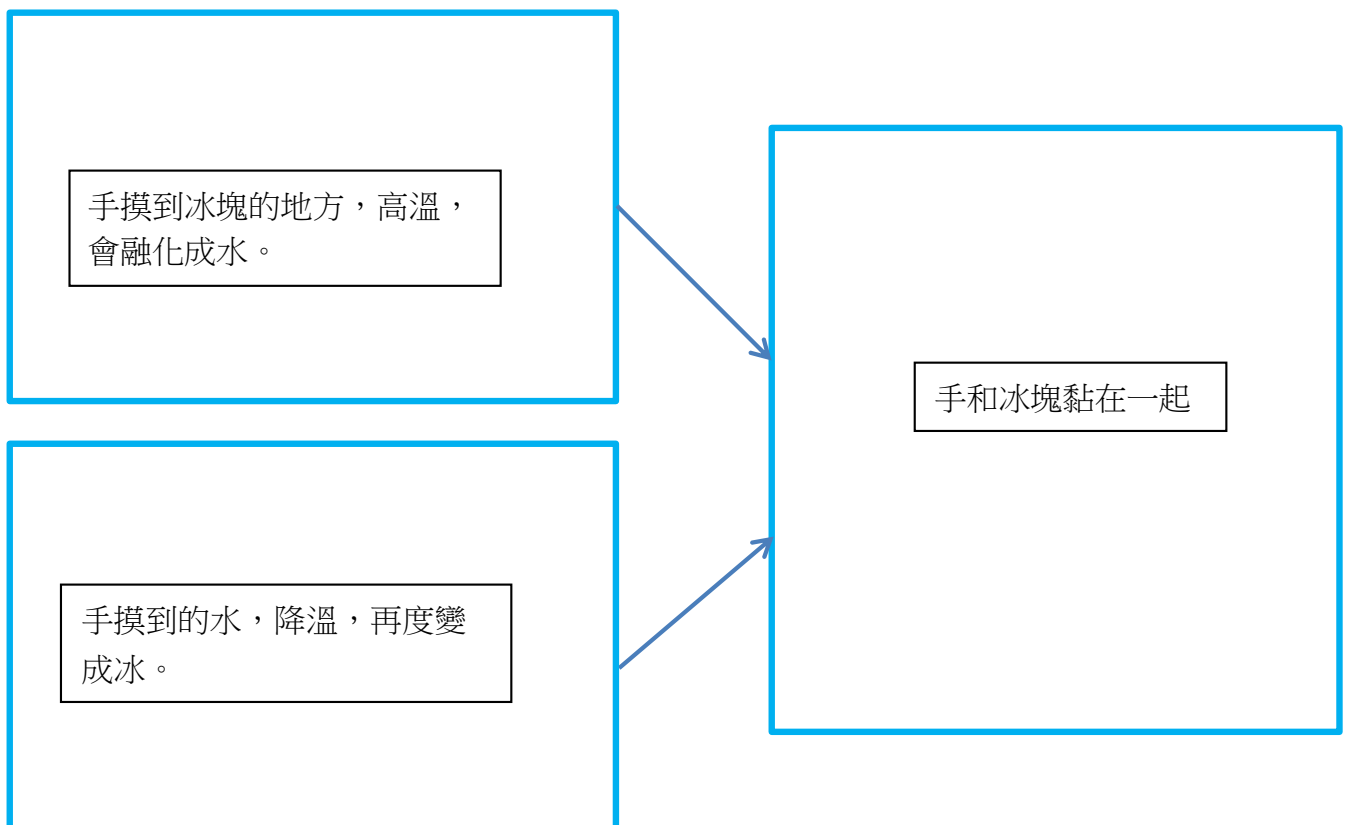 手摸到冰塊的地方，高溫，
會融化成水。
手和冰塊黏在一起
手摸到的水，降溫，再度變
成冰。